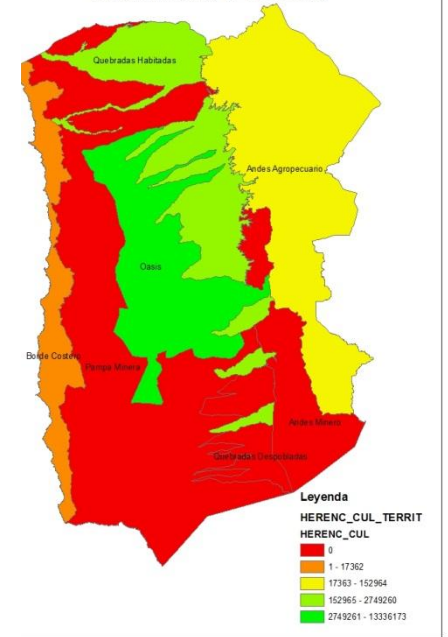 Quebradas Habitadas
Andes Agropecuario
Oasis
Borde Costero
Pampa Minera
Andes Minero
Quebradas Despobladas
Leyenda
HERENC_CUL_TERRIT
HERENC_CUL
0
1 - 17362
17363 - 152964
152965 - 2749260
2749261 - 13336173